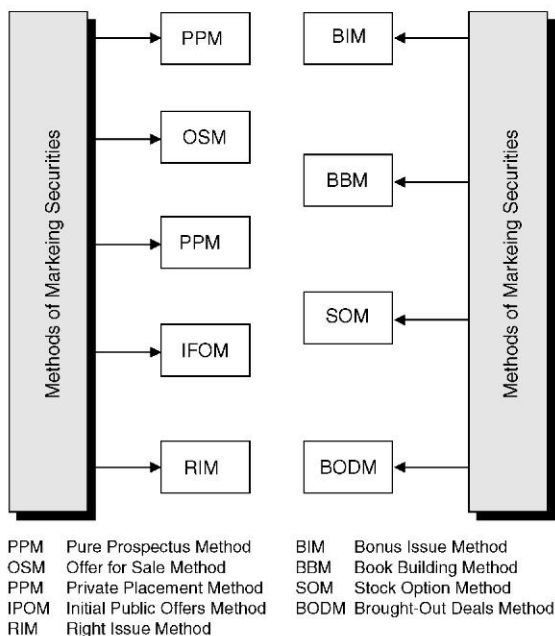 Methods of Markeing Securities
PPM
OSM
PPM
IFOM
RIM
BIM
BBM
SOM
BODM
Methods of Markeing Securities
PPM Pure Prospectus Method
OSM Offer for Sale Method
PPM Private Placement Method
IPOM Initial Public Offers Method
RIM Right Issue Method
BIM Bonus Issue Method
BBM Book Building Method
SOM Stock Option Method
BODM Brought-Out Deals Method